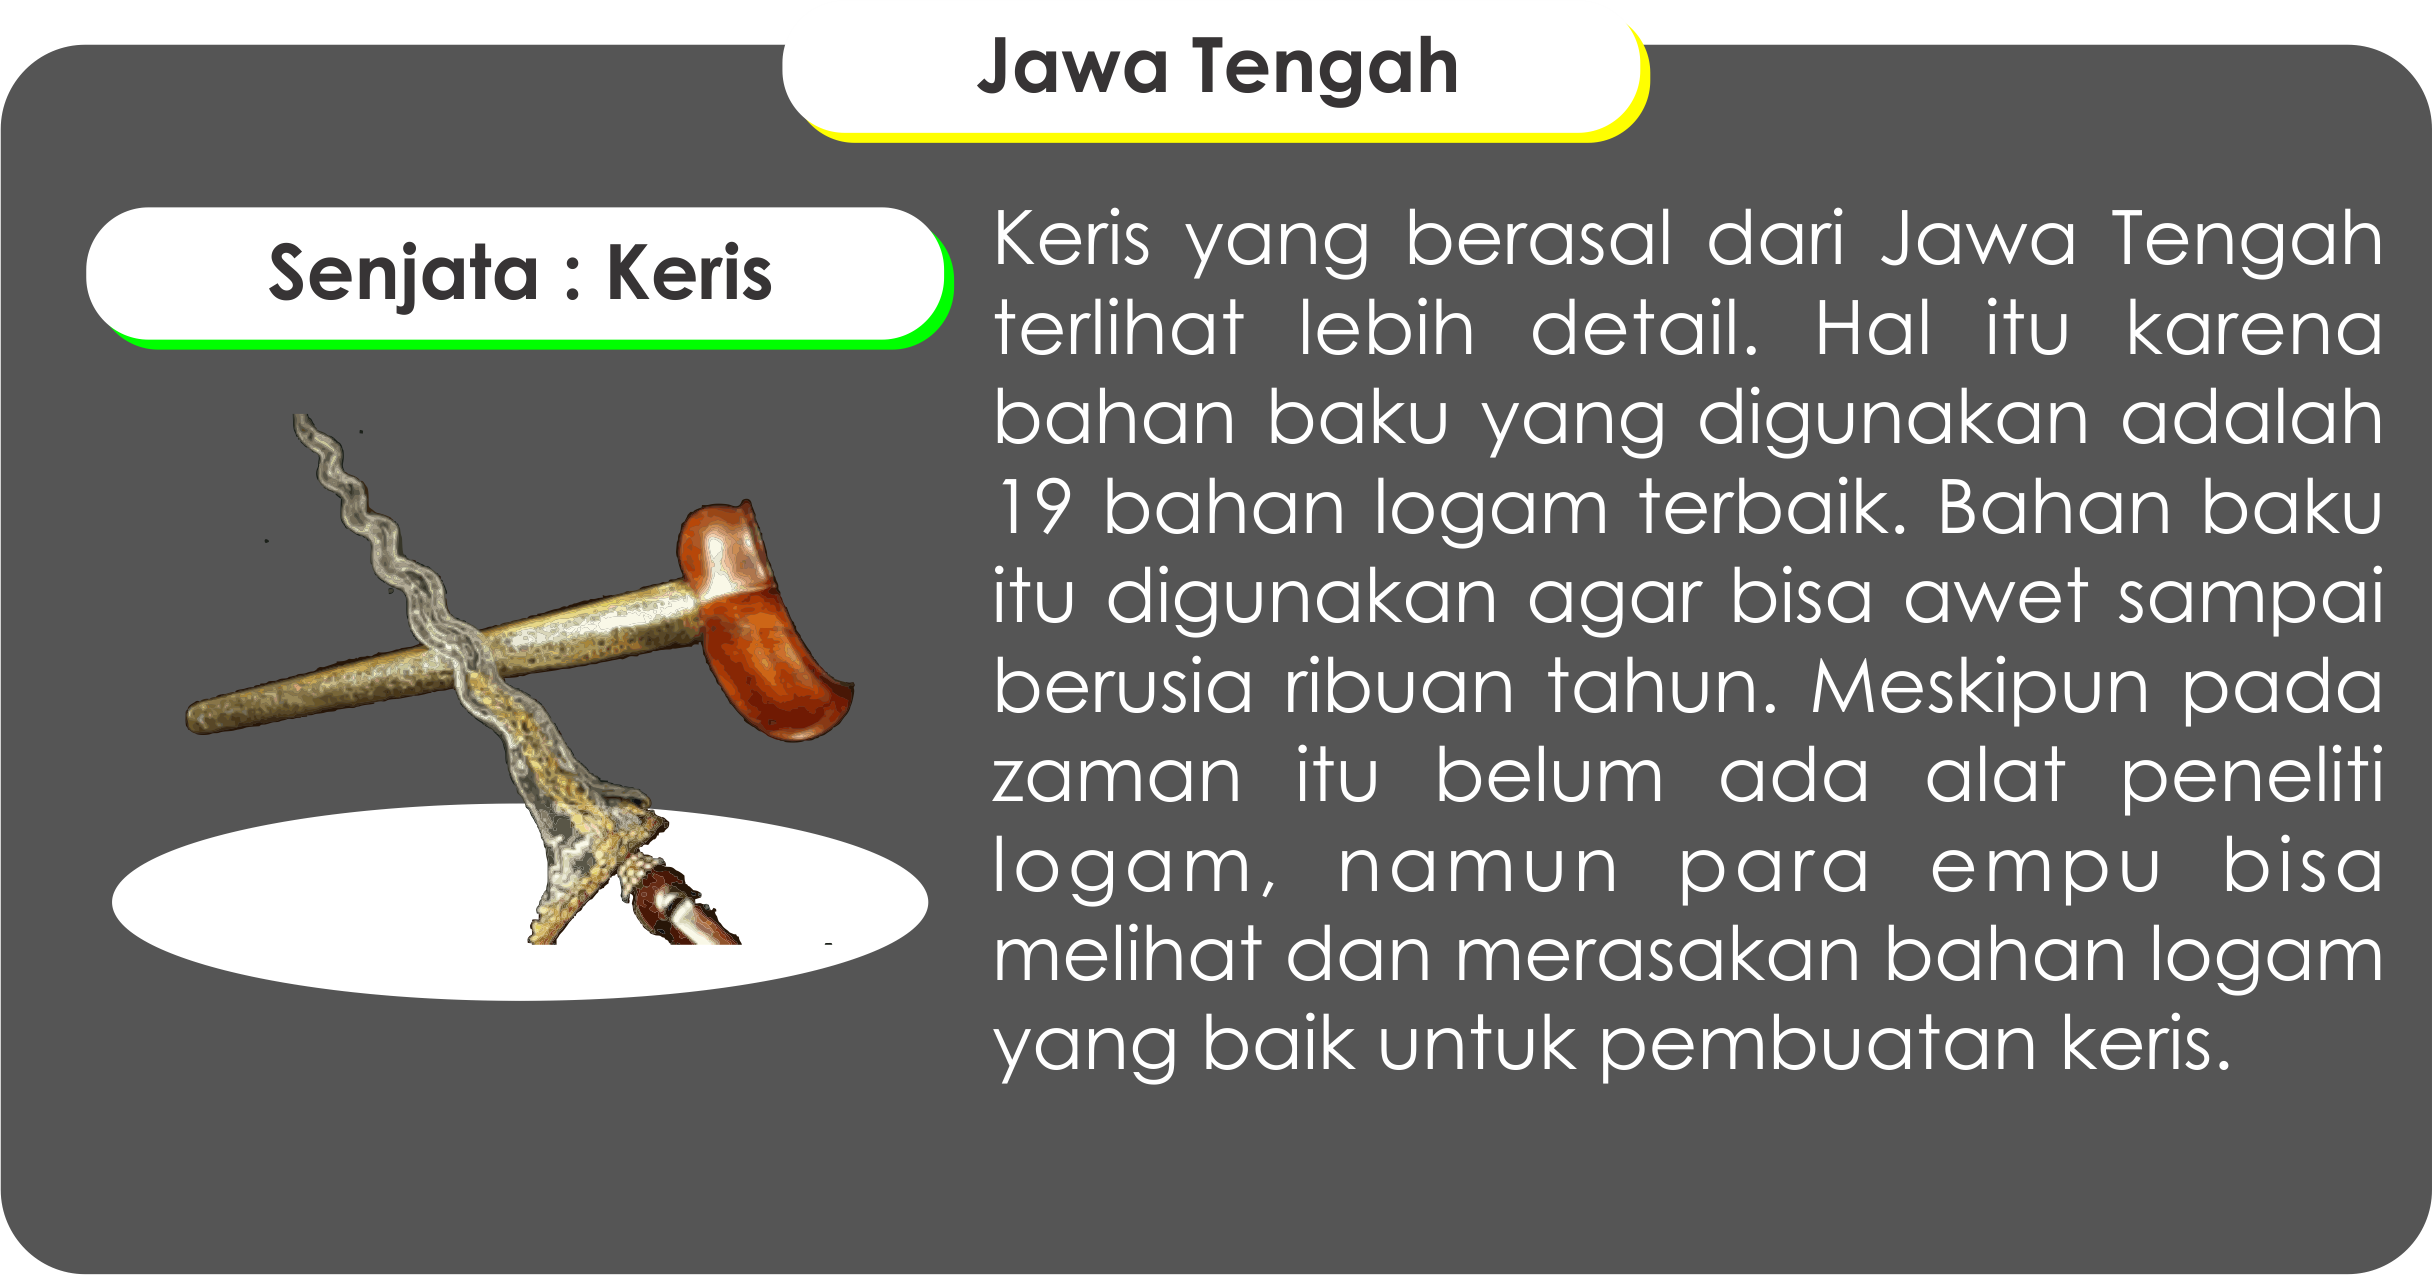 Jawa Tengah
Senjata : Keris
Keris yang berasal dari Jawa Tengah
terlihat lebih detail. Hal itu karena
bahan baku yang digunakan adalah
19 bahan logam terbaik. Bahan baku
itu digunakan agar bisa awet sampai
berusia ribuan tahun. Meskipun pada
zaman itu belum ada alat peneliti
logam, namun para empu bisa
melihat dan merasakan bahan logam
yang baik untuk pembuatan keris.